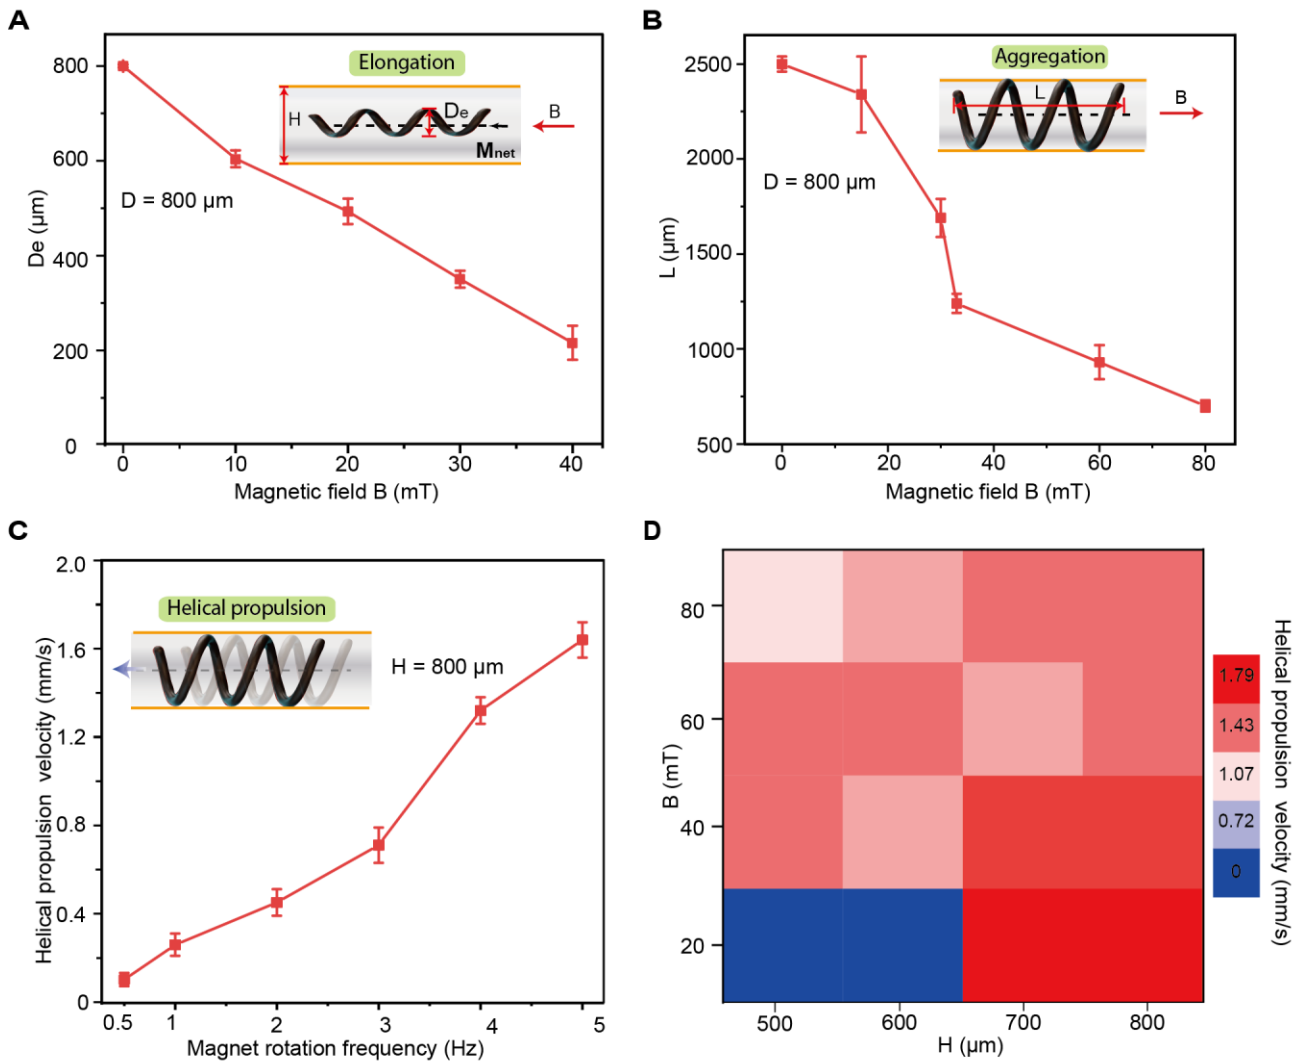 A
Elongation
H
De
B
Mnet
D = 800 μm
De (μm)
800
600
400
200
0
0 10 20 30 40
Magnetic field B (mT)
B
Aggregation
L
B
D = 800 μm
L (μm)
2500
2000
1500
1000
500
0 20 40 60 80
Magnetic field B (mT)
C
Helical propulsion
H = 800 μm
Helical propulsion velocity (mm/s)
2.0
1.6
1.2
0.8
0.4
0
0.5 1 2 3 4 5
Magnet rotation frequency (Hz)
D
B (mT)
80
60
40
20
500 600 700 800
H (μm)
1.79
1.43
1.07
0.72
0
Helical propulsion velocity (mm/s)